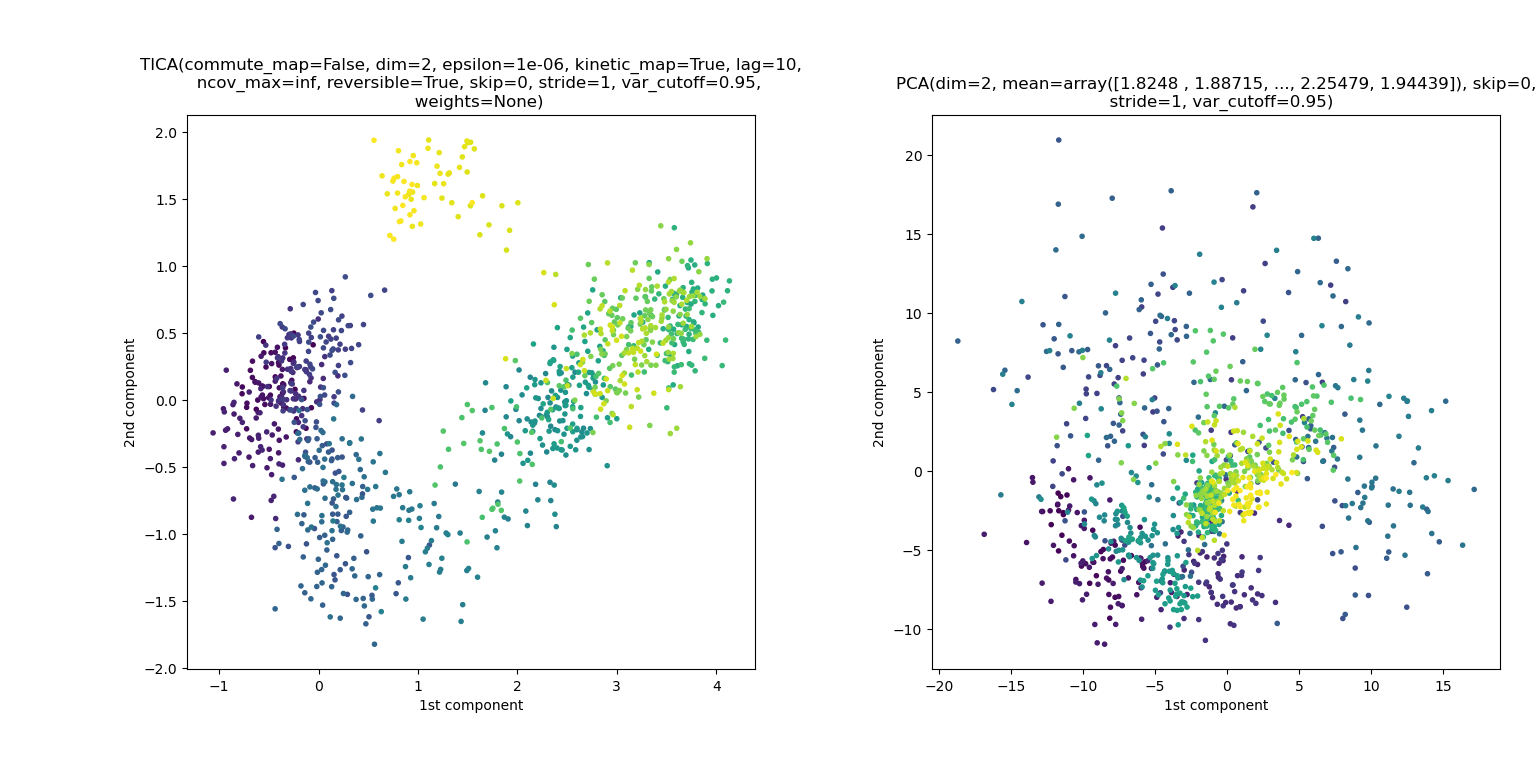 TICA(commute_map=False, dim=2, epsilon=1e-06, kinetic_map=True, lag=10,
ncov_max=inf, reversible=True, skip=0, stride=1, var_cutoff=0.95,
weights=None)
2.0
1.5
1.0
0.5
0.0
−0.5
−1.0
−1.5
−2.0
2nd component
−1 0 1 2 3 4
1st component
PCA(dim=2, mean=array([1.8248 , 1.88715, ..., 2.25479, 1.94439]), skip=0,
stride=1, var_cutoff=0.95)
20
15
10
5
0
−5
−10
2nd component
−20 −15 −10 −5 0 5 10 15
1st component